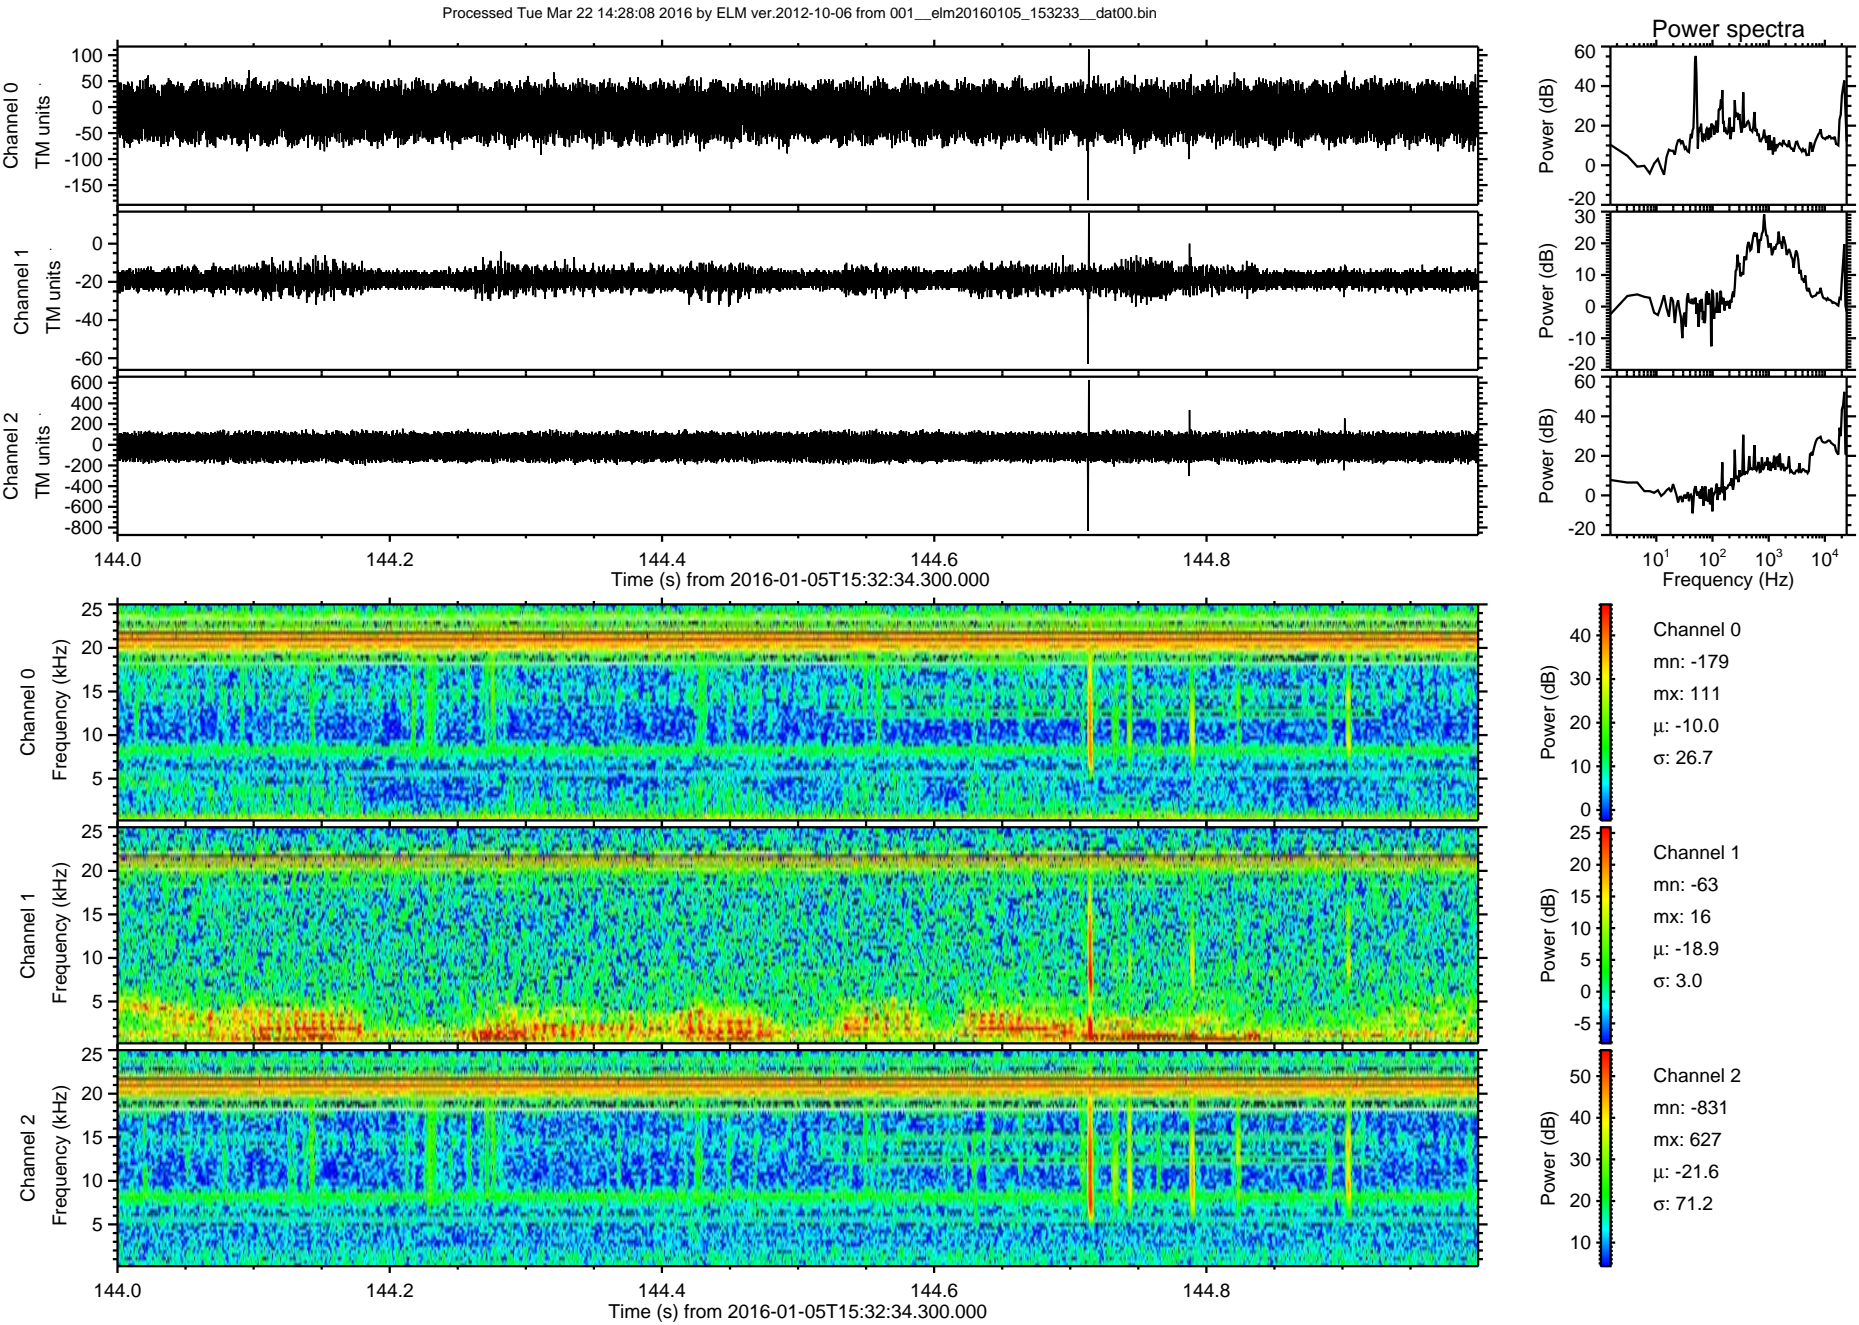 Processed Tue Mar 22 14:28:08 2016 by ELM ver.2012-10-06 from 001__elm20160105_153233__dat00.bin
Power spectra
Channel 0
TM units
100
50
0
-50
-100
-150
Power (dB)
60
40
20
0
-20
Channel 1
TM units
0
-20
-40
-60
Power (dB)
30
20
10
0
-10
-20
Channel 2
TM units
600
400
200
0
-200
-400
-600
-800
Power (dB)
60
40
20
0
-20
144.0 144.2 144.4 144.6 144.8
Time (s) from 2016-01-05T15:32:34.300.000
10¹ 10² 10³ 10⁴
Frequency (Hz)
Channel 0
Frequency (kHz)
25
20
15
10
5
Power (dB)
40
30
20
10
0
Channel 0
mn: -179
mx: 111
μ: -10.0
σ: 26.7
Channel 1
Frequency (kHz)
25
20
15
10
5
Power (dB)
25
20
15
10
5
0
-5
Channel 1
mn: -63
mx: 16
μ: -18.9
σ: 3.0
Channel 2
Frequency (kHz)
25
20
15
10
5
Power (dB)
50
40
30
20
10
Channel 2
mn: -831
mx: 627
μ: -21.6
σ: 71.2
144.0 144.2 144.4 144.6 144.8
Time (s) from 2016-01-05T15:32:34.300.000